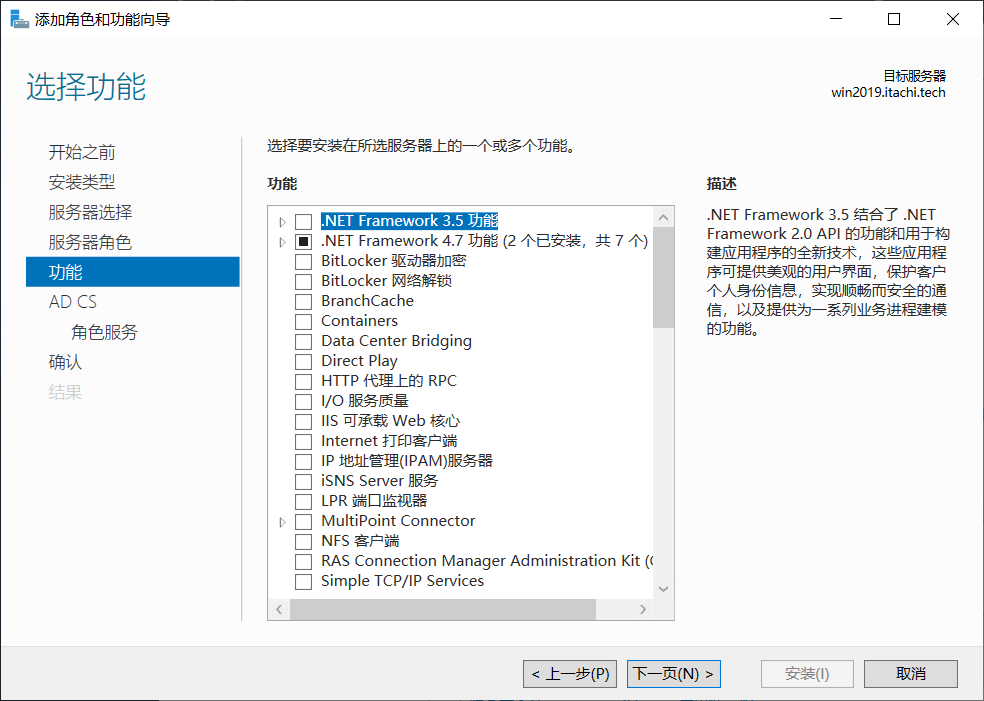 添加角色和功能向导
选择功能
目标服务器
win2019.itachi.tech
开始之前
安装类型
服务器选择
服务器角色
功能
AD CS
角色服务
确认
结果
选择要安装在所选服务器上的一个或多个功能。
功能
.NET Framework 3.5 功能
.NET Framework 4.7 功能 (2 个已安装，共 7 个)
BitLocker 驱动器加密
BitLocker 网络解锁
BranchCache
Containers
Data Center Bridging
Direct Play
HTTP 代理上的 RPC
I/O 服务质量
IIS 可承载 Web 核心
Internet 打印客户端
IP 地址管理(IPAM)服务器
iSNS Server 服务
LPR 端口监视器
MultiPoint Connector
NFS 客户端
RAS Connection Manager Administration Kit (
Simple TCP/IP Services
描述
.NET Framework 3.5 结合了 .NET
Framework 2.0 API 的功能和用于构
建应用程序的全新技术，这些应用程
序可提供美观的用户界面，保护客户
个人身份信息，实现顺畅而安全的通
信，以及提供为一系列业务进程建模
的功能。
< 上一步(P)
下一页(N) >
安装(I)
取消